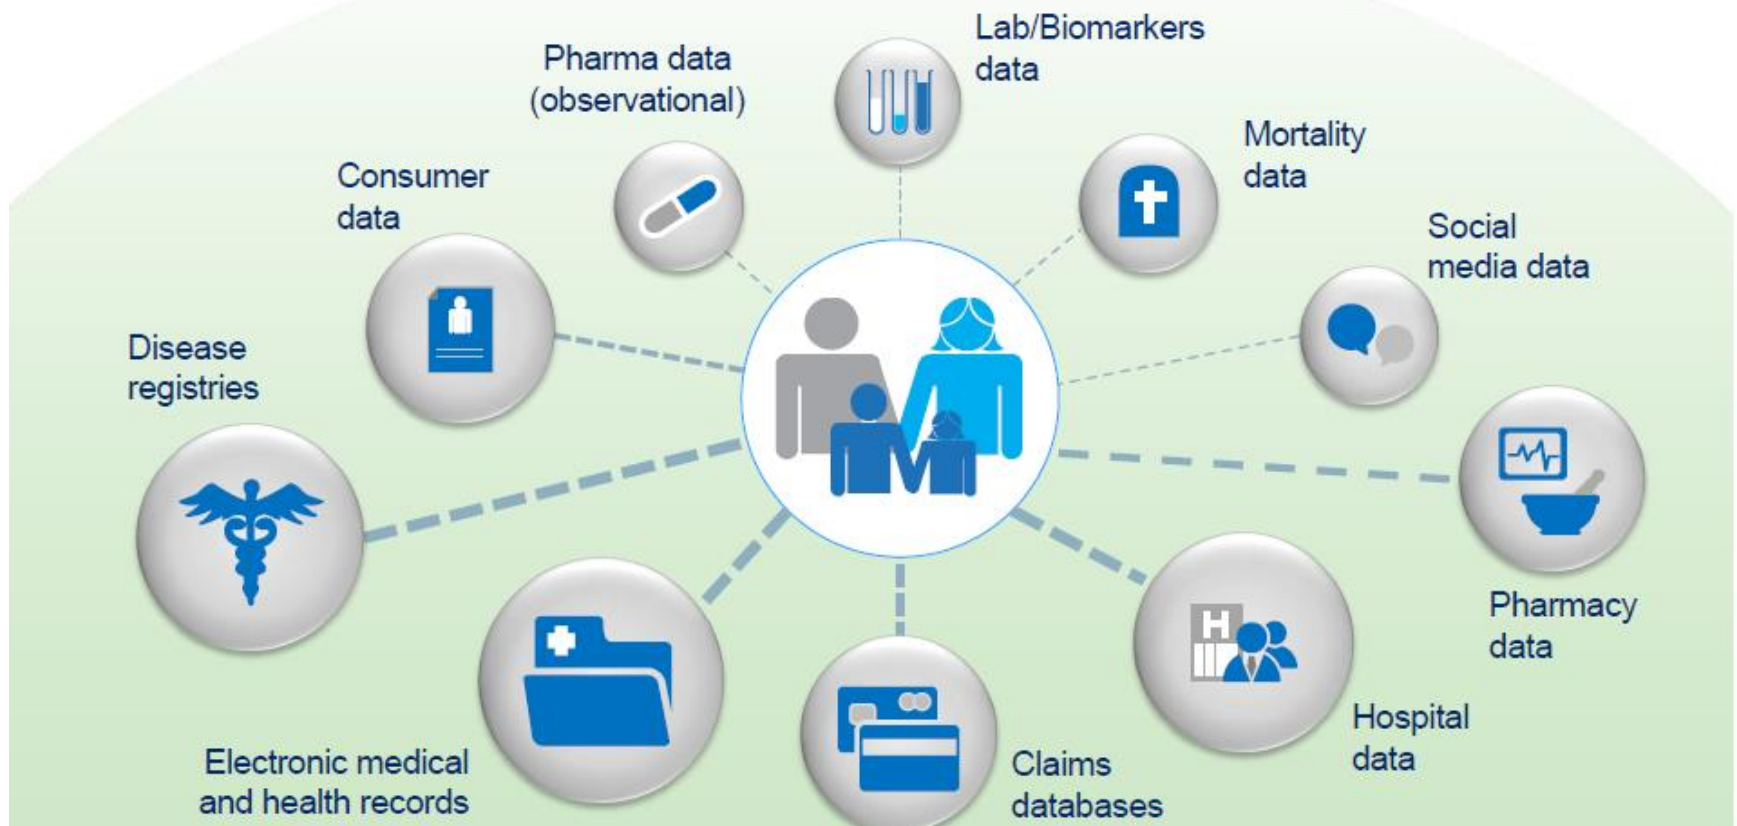 Lab/Biomarkers
data
Pharma data
(observational)
Mortality
data
Consumer
data
Social
media data
Disease
registries
Pharmacy
data
H
Hospital
data
Electronic medical
and health records
Claims
databases